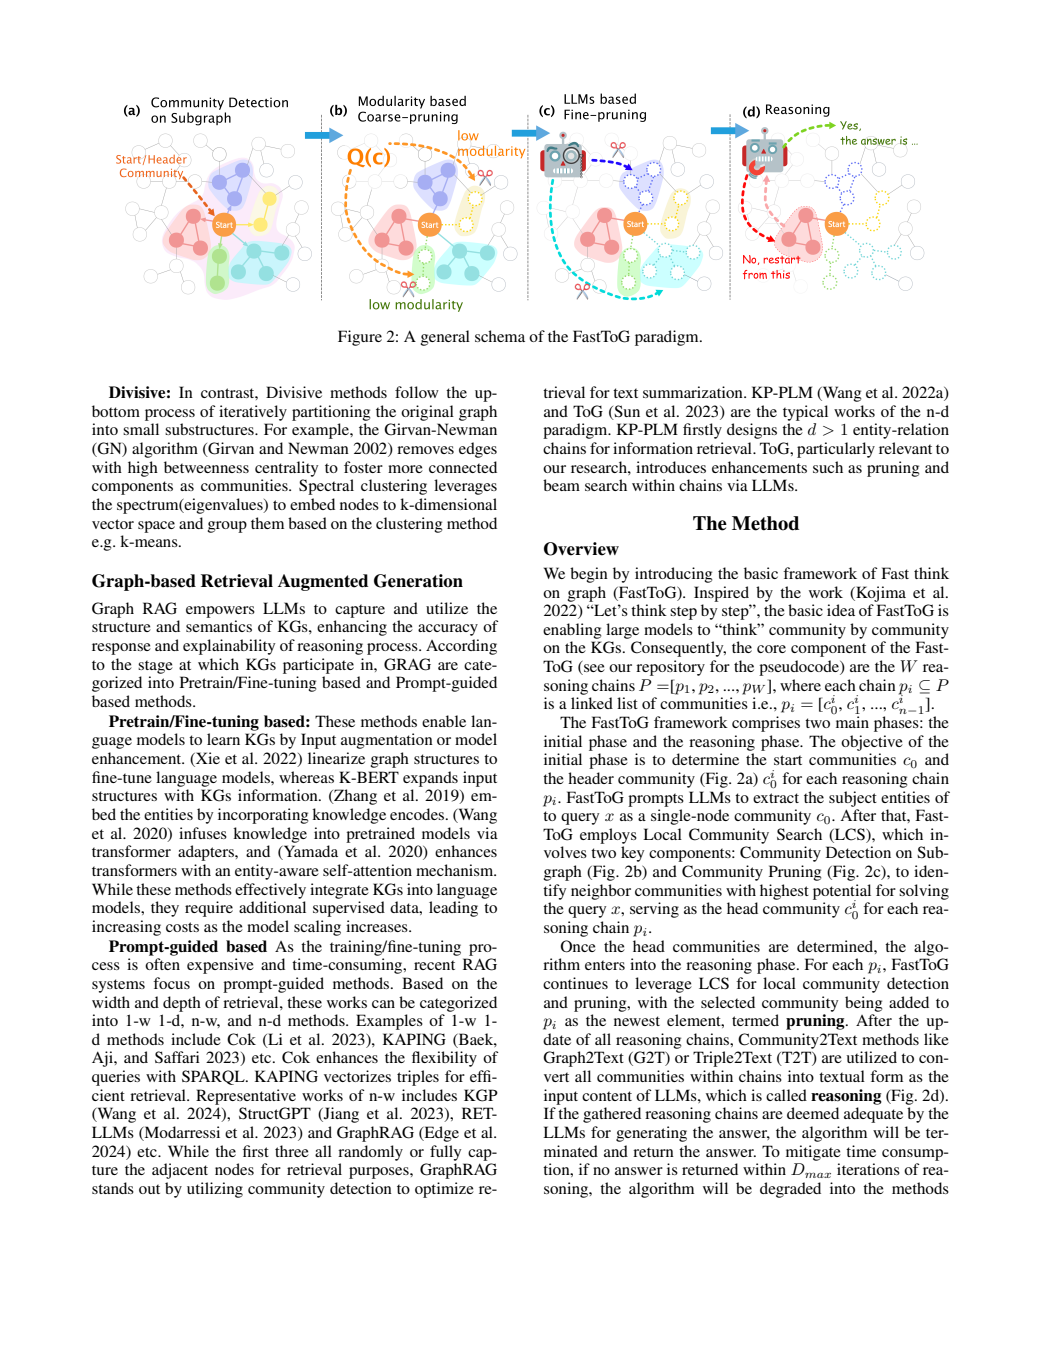 (a) Community Detection
on Subgraph
Start/Header
Community
Start
(b) Modularity based
Coarse-pruning
Q(c)
low
modularity
Start
low modularity
(c) LLMs based
Fine-pruning
Start
(d) Reasoning
Yes,
the answer is ...
Start
No, restart
from this
Figure 2: A general schema of the FastToG paradigm.
Divisive: In contrast, Divisive methods follow the up-
bottom process of iteratively partitioning the original graph
into small substructures. For example, the Girvan-Newman
(GN) algorithm (Girvan and Newman 2002) removes edges
with high betweenness centrality to foster more connected
components as communities. Spectral clustering leverages
the spectrum(eigenvalues) to embed nodes to k-dimensional
vector space and group them based on the clustering method
e.g. k-means.
Graph-based Retrieval Augmented Generation
Graph RAG empowers LLMs to capture and utilize the
structure and semantics of KGs, enhancing the accuracy of
response and explainability of reasoning process. According
to the stage at which KGs participate in, GRAG are cate-
gorized into Pretrain/Fine-tuning based and Prompt-guided
based methods.
Pretrain/Fine-tuning based: These methods enable lan-
guage models to learn KGs by Input augmentation or model
enhancement. (Xie et al. 2022) linearize graph structures to
fine-tune language models, whereas K-BERT expands input
structures with KGs information. (Zhang et al. 2019) em-
bed the entities by incorporating knowledge encodes. (Wang
et al. 2020) infuses knowledge into pretrained models via
transformer adapters, and (Yamada et al. 2020) enhances
transformers with an entity-aware self-attention mechanism.
While these methods effectively integrate KGs into language
models, they require additional supervised data, leading to
increasing costs as the model scaling increases.
Prompt-guided based As the training/fine-tuning pro-
cess is often expensive and time-consuming, recent RAG
systems focus on prompt-guided methods. Based on the
width and depth of retrieval, these works can be categorized
into 1-w 1-d, n-w, and n-d methods. Examples of 1-w 1-
d methods include Cok (Li et al. 2023), KAPING (Baek,
Aji, and Saffari 2023) etc. Cok enhances the flexibility of
queries with SPARQL. KAPING vectorizes triples for effi-
cient retrieval. Representative works of n-w includes KGP
(Wang et al. 2024), StructGPT (Jiang et al. 2023), RET-
LLMs (Modarressi et al. 2023) and GraphRAG (Edge et al.
2024) etc. While the first three all randomly or fully cap-
ture the adjacent nodes for retrieval purposes, GraphRAG
stands out by utilizing community detection to optimize re-
trieval for text summarization. KP-PLM (Wang et al. 2022a)
and ToG (Sun et al. 2023) are the typical works of the n-d
paradigm. KP-PLM firstly designs the d > 1 entity-relation
chains for information retrieval. ToG, particularly relevant to
our research, introduces enhancements such as pruning and
beam search within chains via LLMs.
The Method
Overview
We begin by introducing the basic framework of Fast think
on graph (FastToG). Inspired by the work (Kojima et al.
2022) “Let’s think step by step”, the basic idea of FastToG is
enabling large models to “think” community by community
on the KGs. Consequently, the core component of the Fast-
ToG (see our repository for the pseudocode) are the W rea-
soning chains P =[p₁, p₂, ..., p_W], where each chain pᵢ ⊆ P
is a linked list of communities i.e., pᵢ = [cⁱ₀, cⁱ₁, ..., cⁱₙ₋₁].
The FastToG framework comprises two main phases: the
initial phase and the reasoning phase. The objective of the
initial phase is to determine the start communities c₀ and
the header community (Fig. 2a) cⁱ₀ for each reasoning chain
pᵢ. FastToG prompts LLMs to extract the subject entities of
to query x as a single-node community c₀. After that, Fast-
ToG employs Local Community Search (LCS), which in-
volves two key components: Community Detection on Sub-
graph (Fig. 2b) and Community Pruning (Fig. 2c), to iden-
tify neighbor communities with highest potential for solving
the query x, serving as the head community cⁱ₀ for each rea-
soning chain pᵢ.
Once the head communities are determined, the algo-
rithm enters into the reasoning phase. For each pᵢ, FastToG
continues to leverage LCS for local community detection
and pruning, with the selected community being added to
pᵢ as the newest element, termed pruning. After the up-
date of all reasoning chains, Community2Text methods like
Graph2Text (G2T) or Triple2Text (T2T) are utilized to con-
vert all communities within chains into textual form as the
input content of LLMs, which is called reasoning (Fig. 2d).
If the gathered reasoning chains are deemed adequate by the
LLMs for generating the answer, the algorithm will be ter-
minated and return the answer. To mitigate time consump-
tion, if no answer is returned within D_max iterations of rea-
soning, the algorithm will be degraded into the methods